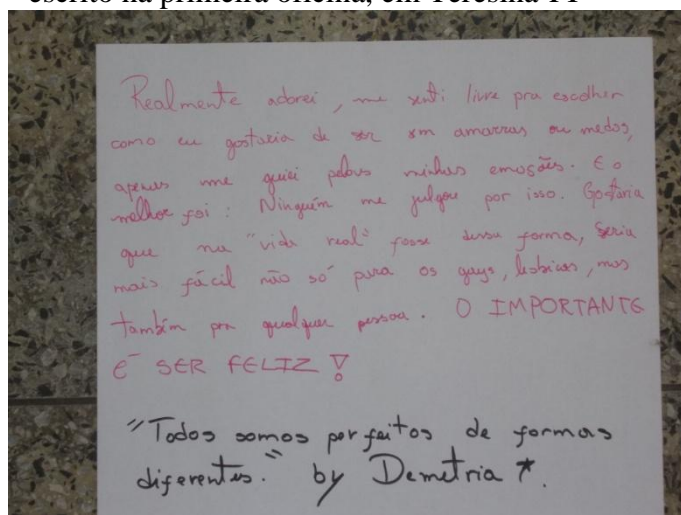 escrito na primeira oficina, em Teresina-PI
Realmente adorei, me senti livre pra escolher
como eu gostaria de ser sem amarras ou medos,
apenas me guiei pelas minhas emoções. E o
melhor foi: Ninguém me julgou por isso. Gostaria
que na "vida real" fosse dessa forma, seria
mais fácil não só para os gays, lésbicas, mas
também por qualquer pessoa. O IMPORTANTE
É SER FELIZ!
"Todos somos perfeitos de formas
diferentes." by Demetria *.